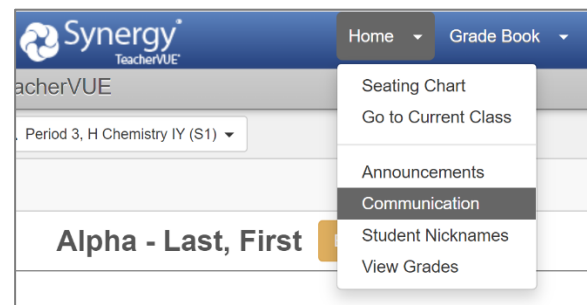 Synergy
TeacherVUE
Home
Grade Book
acherVUE
Seating Chart
Go to Current Class
Period 3, H Chemistry IY (S1)
Announcements
Communication
Alpha - Last, First
Student Nicknames
View Grades